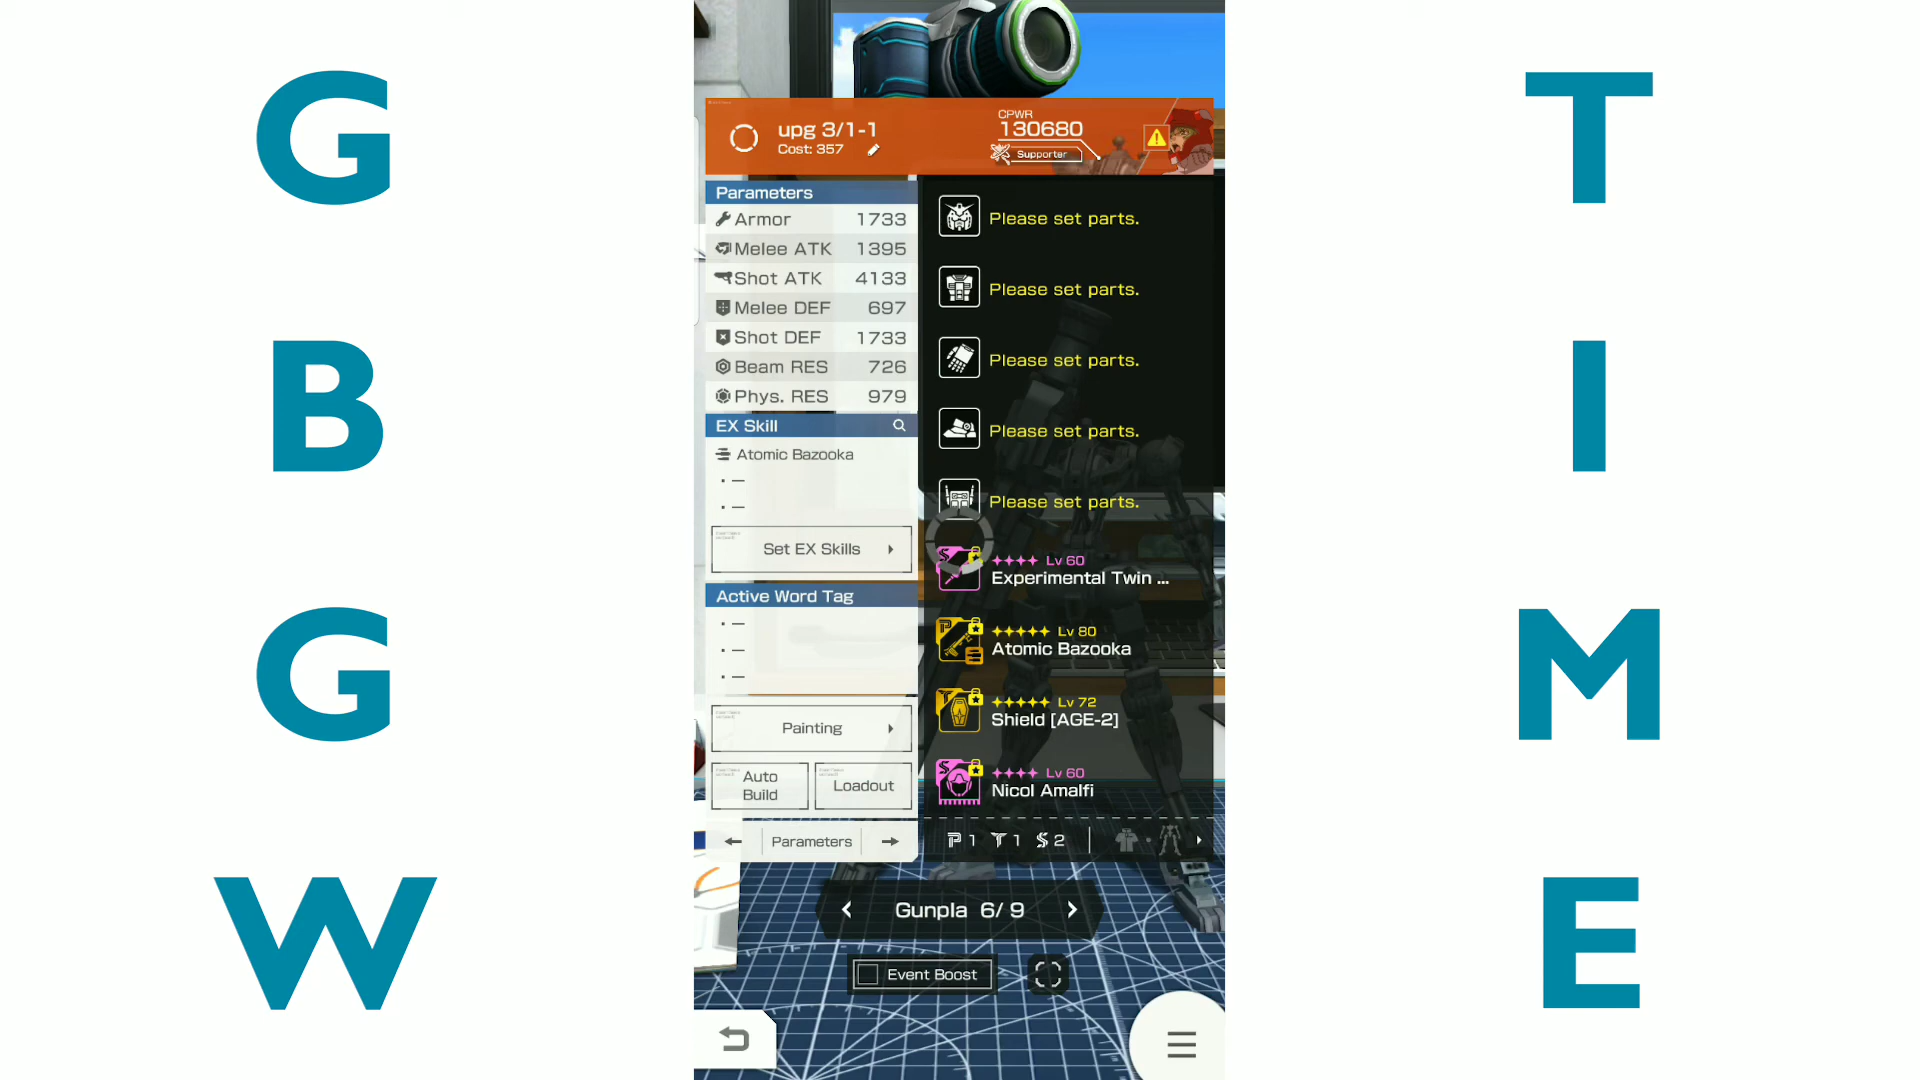 G
B
G
W
T
I
M
E
upg 3/1-1
Cost: 357
CPWR
130680
Supporter
Parameters
Armor 1733
Melee ATK 1395
Shot ATK 4133
Melee DEF 697
Shot DEF 1733
Beam RES 726
Phys. RES 979
EX Skill
Atomic Bazooka
Set EX Skills
Active Word Tag
Painting
Auto
Build
Loadout
Parameters
Please set parts.
Please set parts.
Please set parts.
Please set parts.
Please set parts.
S
Lv 60
Experimental Twin ...
P
Lv 80
Atomic Bazooka
T
Lv 72
Shield [AGE-2]
S
Lv 60
Nicol Amalfi
P 1 T 1 S 2
Gunpla 6/ 9
Event Boost